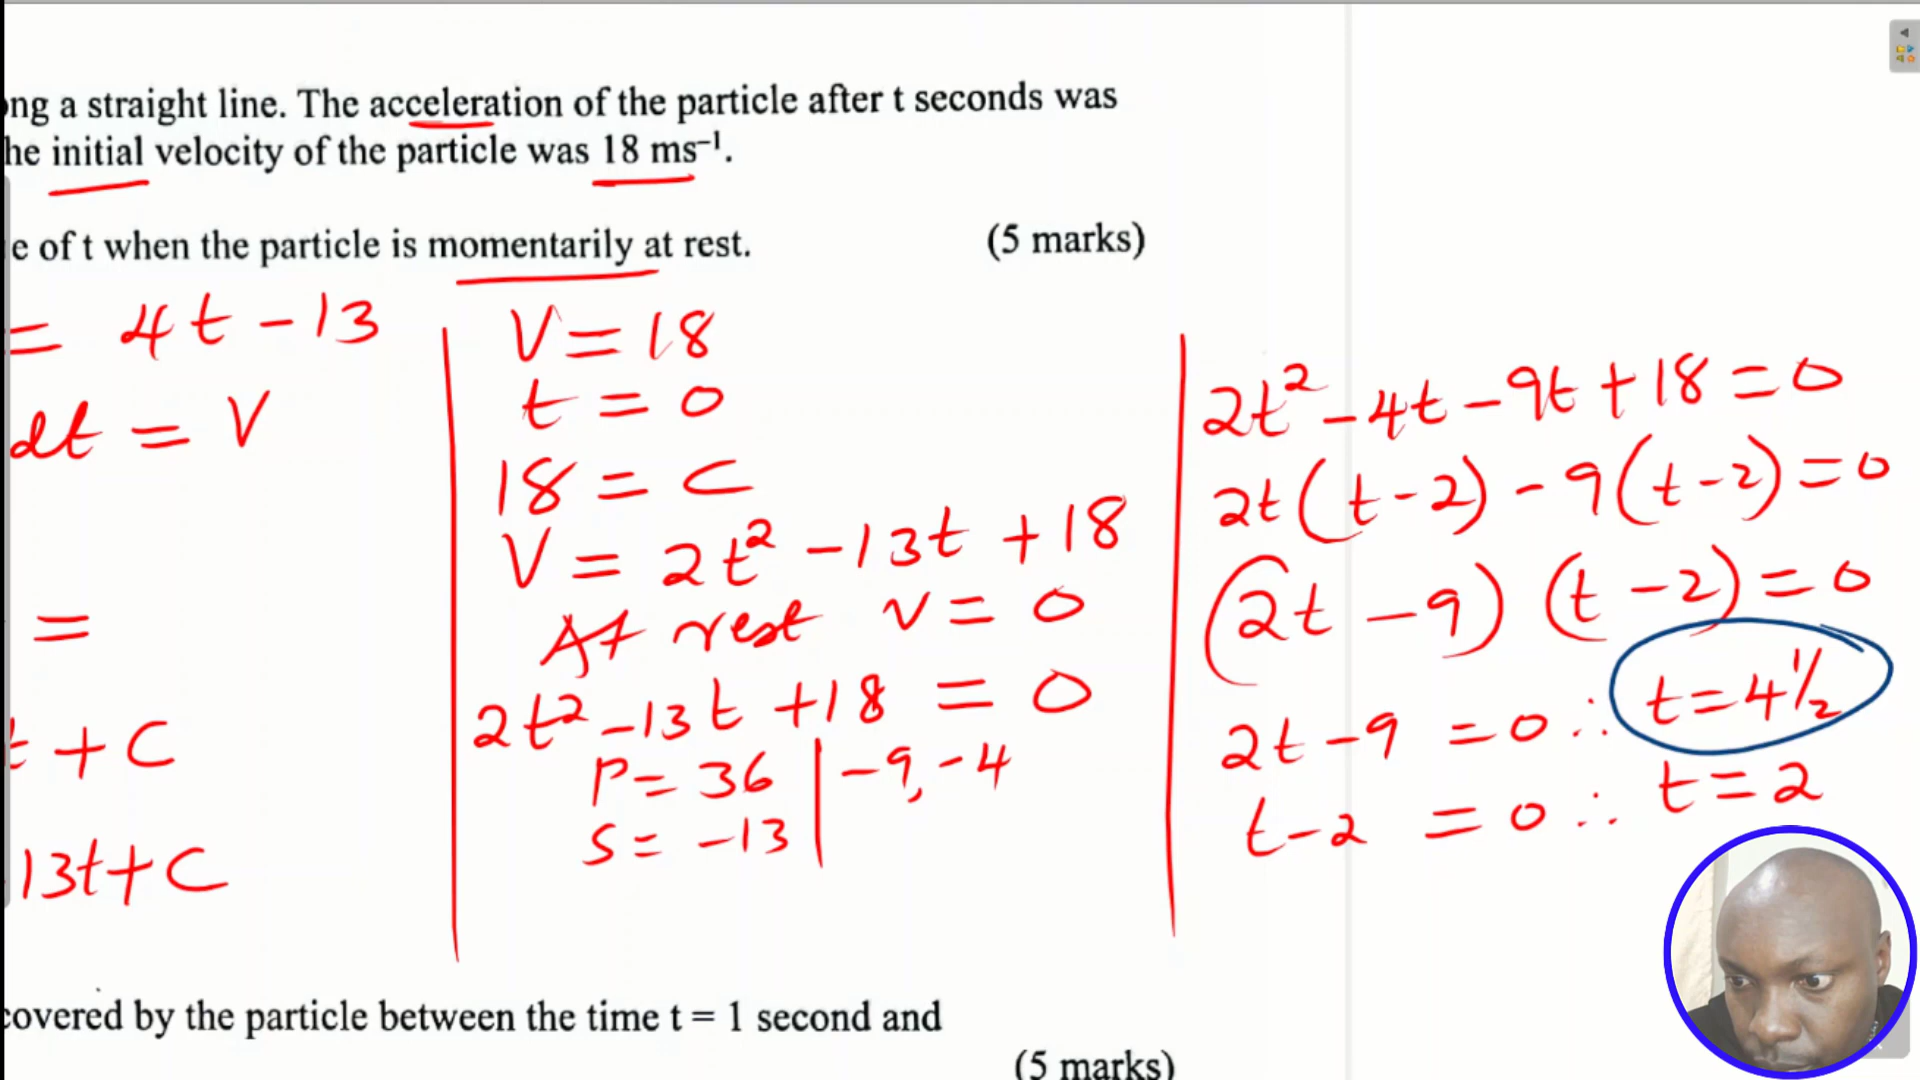 ng a straight line. The acceleration of the particle after t seconds was
he initial velocity of the particle was 18 ms⁻¹.
e of t when the particle is momentarily at rest. (5 marks)
= 4t - 13
dt = V
=
t + C
13t + C
V = 18
t = 0
18 = C
V = 2t² - 13t + 18
At rest v = 0
2t² - 13t + 18 = 0
P = 36 | -9, -4
S = -13
2t² - 4t - 9t + 18 = 0
2t(t - 2) - 9(t - 2) = 0
(2t - 9) (t - 2) = 0
2t - 9 = 0 ∴ t = 4½
t - 2 = 0 ∴ t = 2
covered by the particle between the time t = 1 second and
(5 marks)